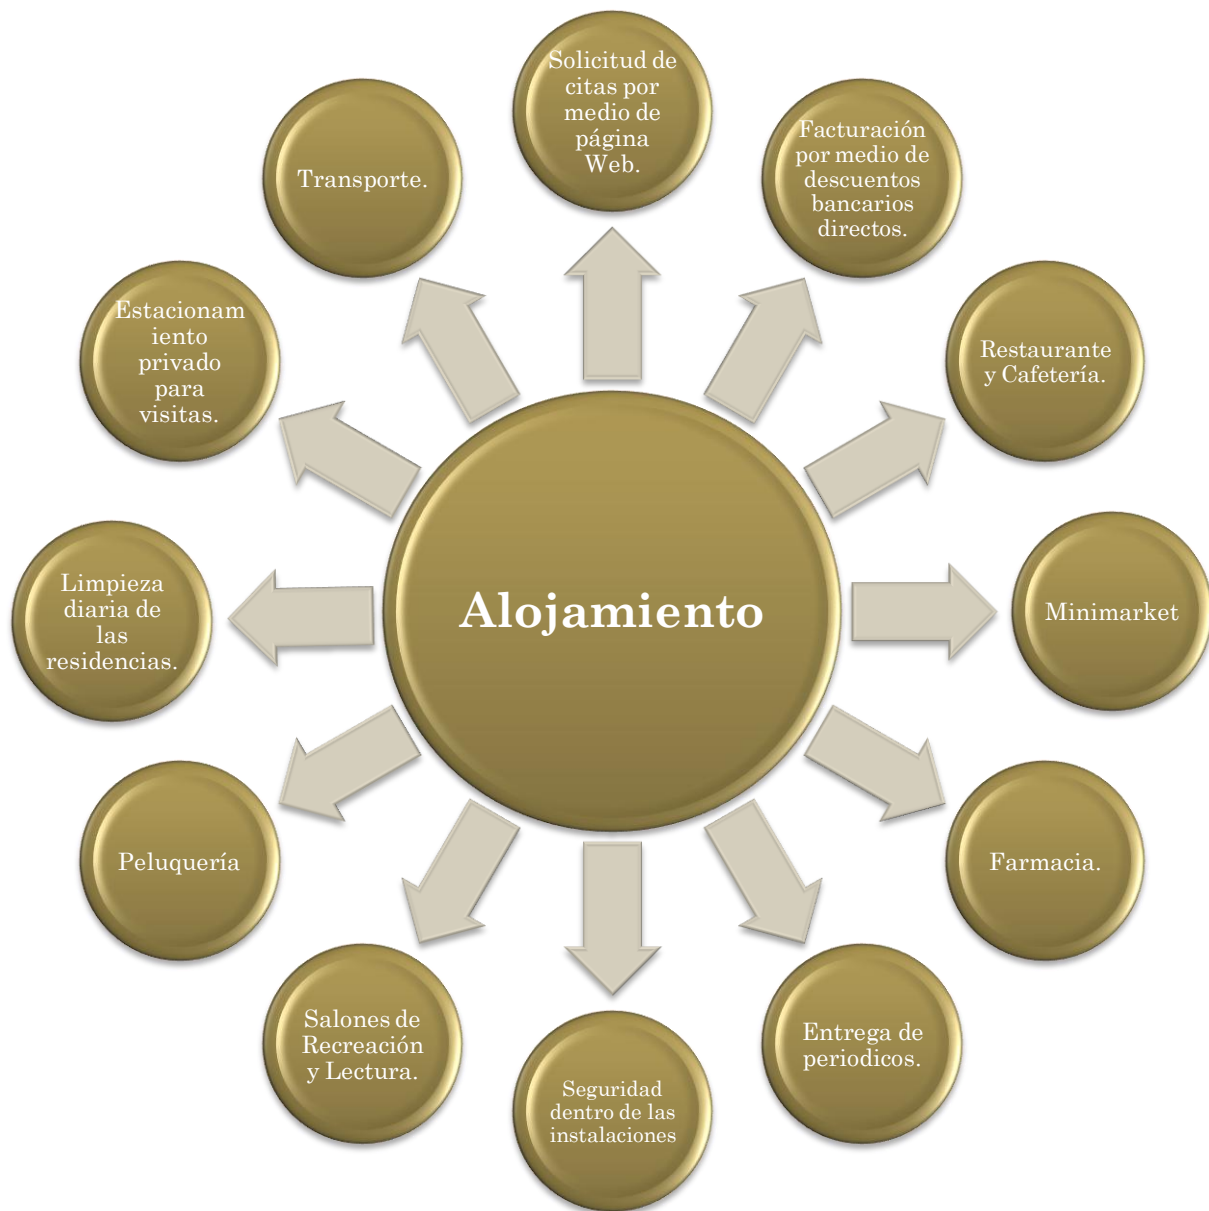 Solicitud de
citas por
medio de
página
Web.
Facturación
por medio de
descuentos
bancarios
directos.
Restaurante
y Cafetería.
Minimarket
Farmacia.
Entrega de
periodicos.
Seguridad
dentro de las
instalaciones
Salones de
Recreación
y Lectura.
Peluquería
Limpieza
diaria de
las
residencias.
Estacionam
iento
privado
para
visitas.
Transporte.
Alojamiento